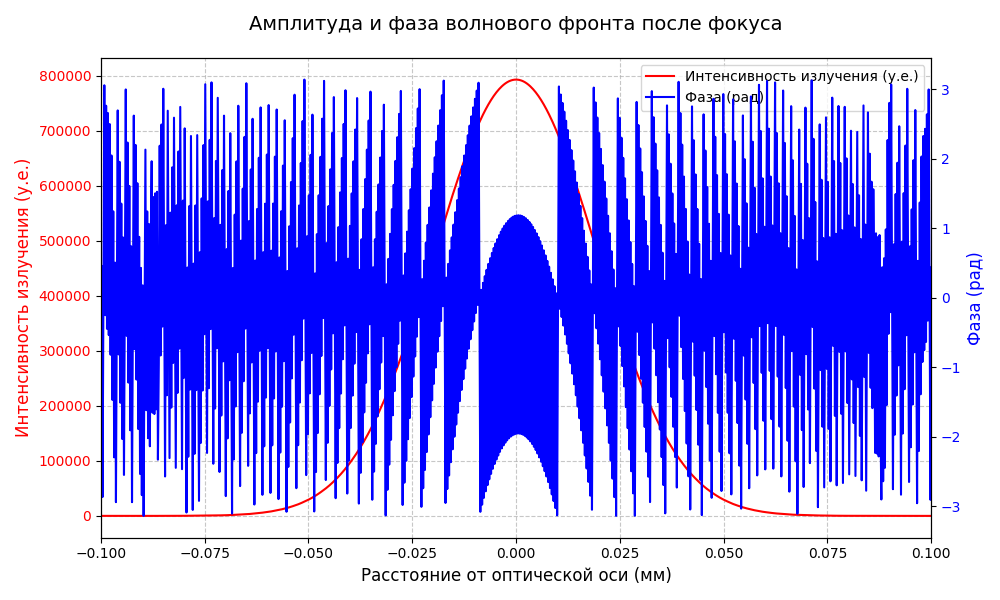 Амплитуда и фаза волнового фронта после фокуса
Интенсивность излучения (у.е.)
Фаза (рад)
800000
700000
600000
500000
400000
300000
200000
100000
0
Интенсивность излучения (у.е.)
3
2
1
0
−1
−2
−3
Фаза (рад)
−0.100 −0.075 −0.050 −0.025 0.000 0.025 0.050 0.075 0.100
Расстояние от оптической оси (мм)